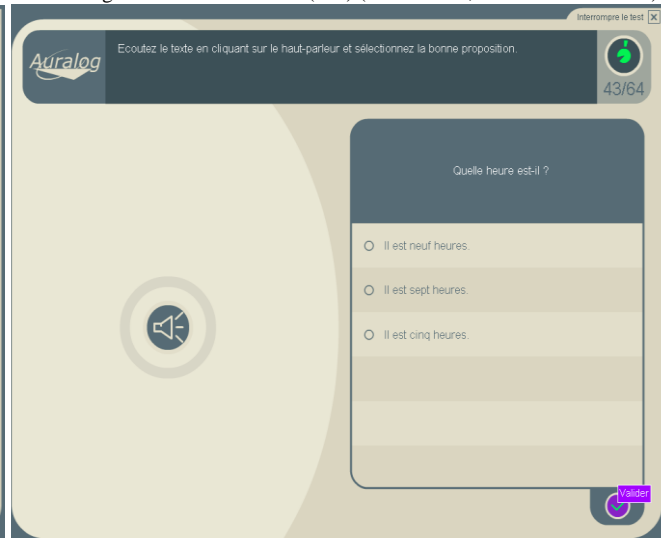 Interrompre le test
Auralog
Ecoutez le texte en cliquant sur le haut-parleur et sélectionnez la bonne proposition.
43/64
Quelle heure est-il ?
Il est neuf heures.
Il est sept heures.
Il est cinq heures.
Valider